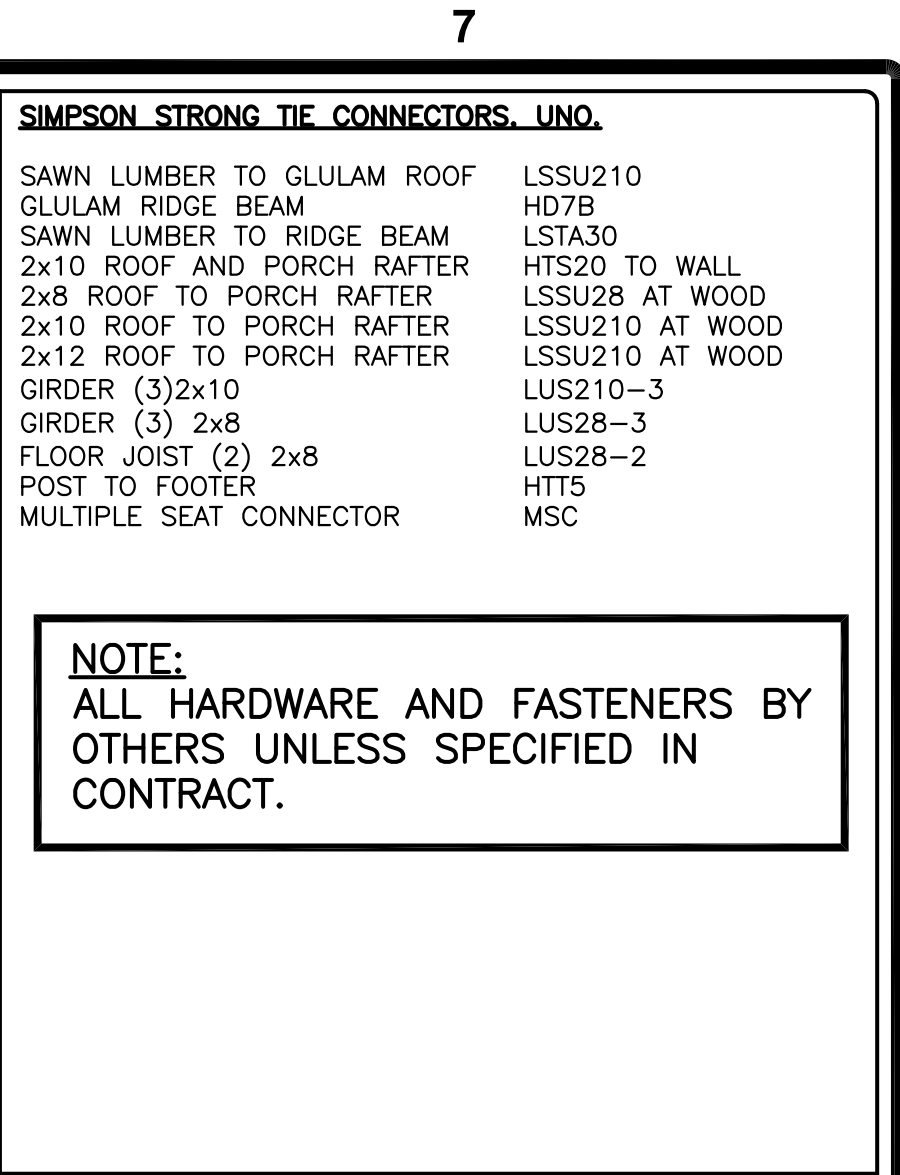 7
SIMPSON STRONG TIE CONNECTORS, UNO.
SAWN LUMBER TO GLULAM ROOF LSSU210
GLULAM RIDGE BEAM HD7B
SAWN LUMBER TO RIDGE BEAM LSTA30
2x10 ROOF AND PORCH RAFTER HTS20 TO WALL
2x8 ROOF TO PORCH RAFTER LSSU28 AT WOOD
2x10 ROOF TO PORCH RAFTER LSSU210 AT WOOD
2x12 ROOF TO PORCH RAFTER LSSU210 AT WOOD
GIRDER (3)2x10 LUS210-3
GIRDER (3) 2x8 LUS28-3
FLOOR JOIST (2) 2x8 LUS28-2
POST TO FOOTER HTT5
MULTIPLE SEAT CONNECTOR MSC
NOTE:
ALL HARDWARE AND FASTENERS BY
OTHERS UNLESS SPECIFIED IN
CONTRACT.